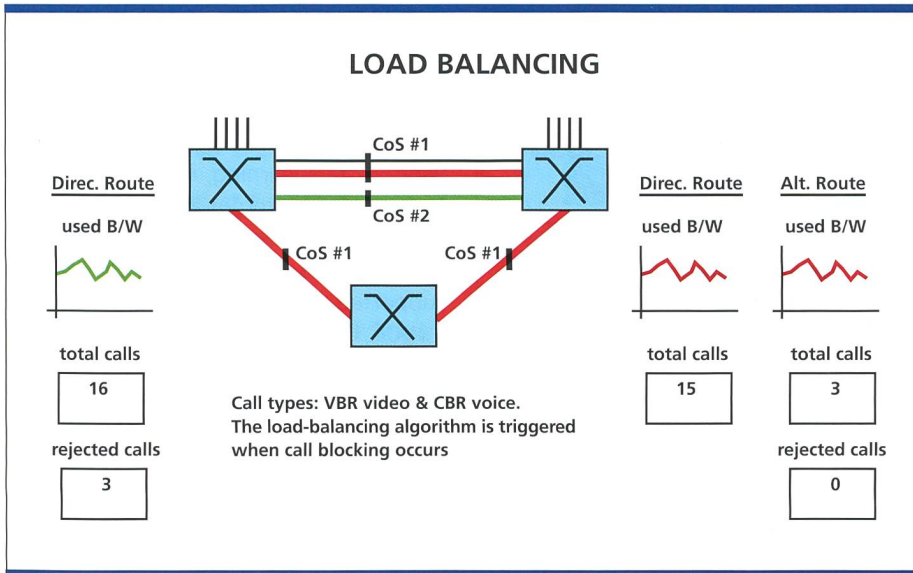 LOAD BALANCING
Direc. Route
used B/W
total calls
16
rejected calls
3
CoS #1
CoS #2
CoS #1
CoS #1
Call types: VBR video & CBR voice.
The load-balancing algorithm is triggered
when call blocking occurs
Direc. Route
used B/W
total calls
15
Alt. Route
used B/W
total calls
3
rejected calls
0